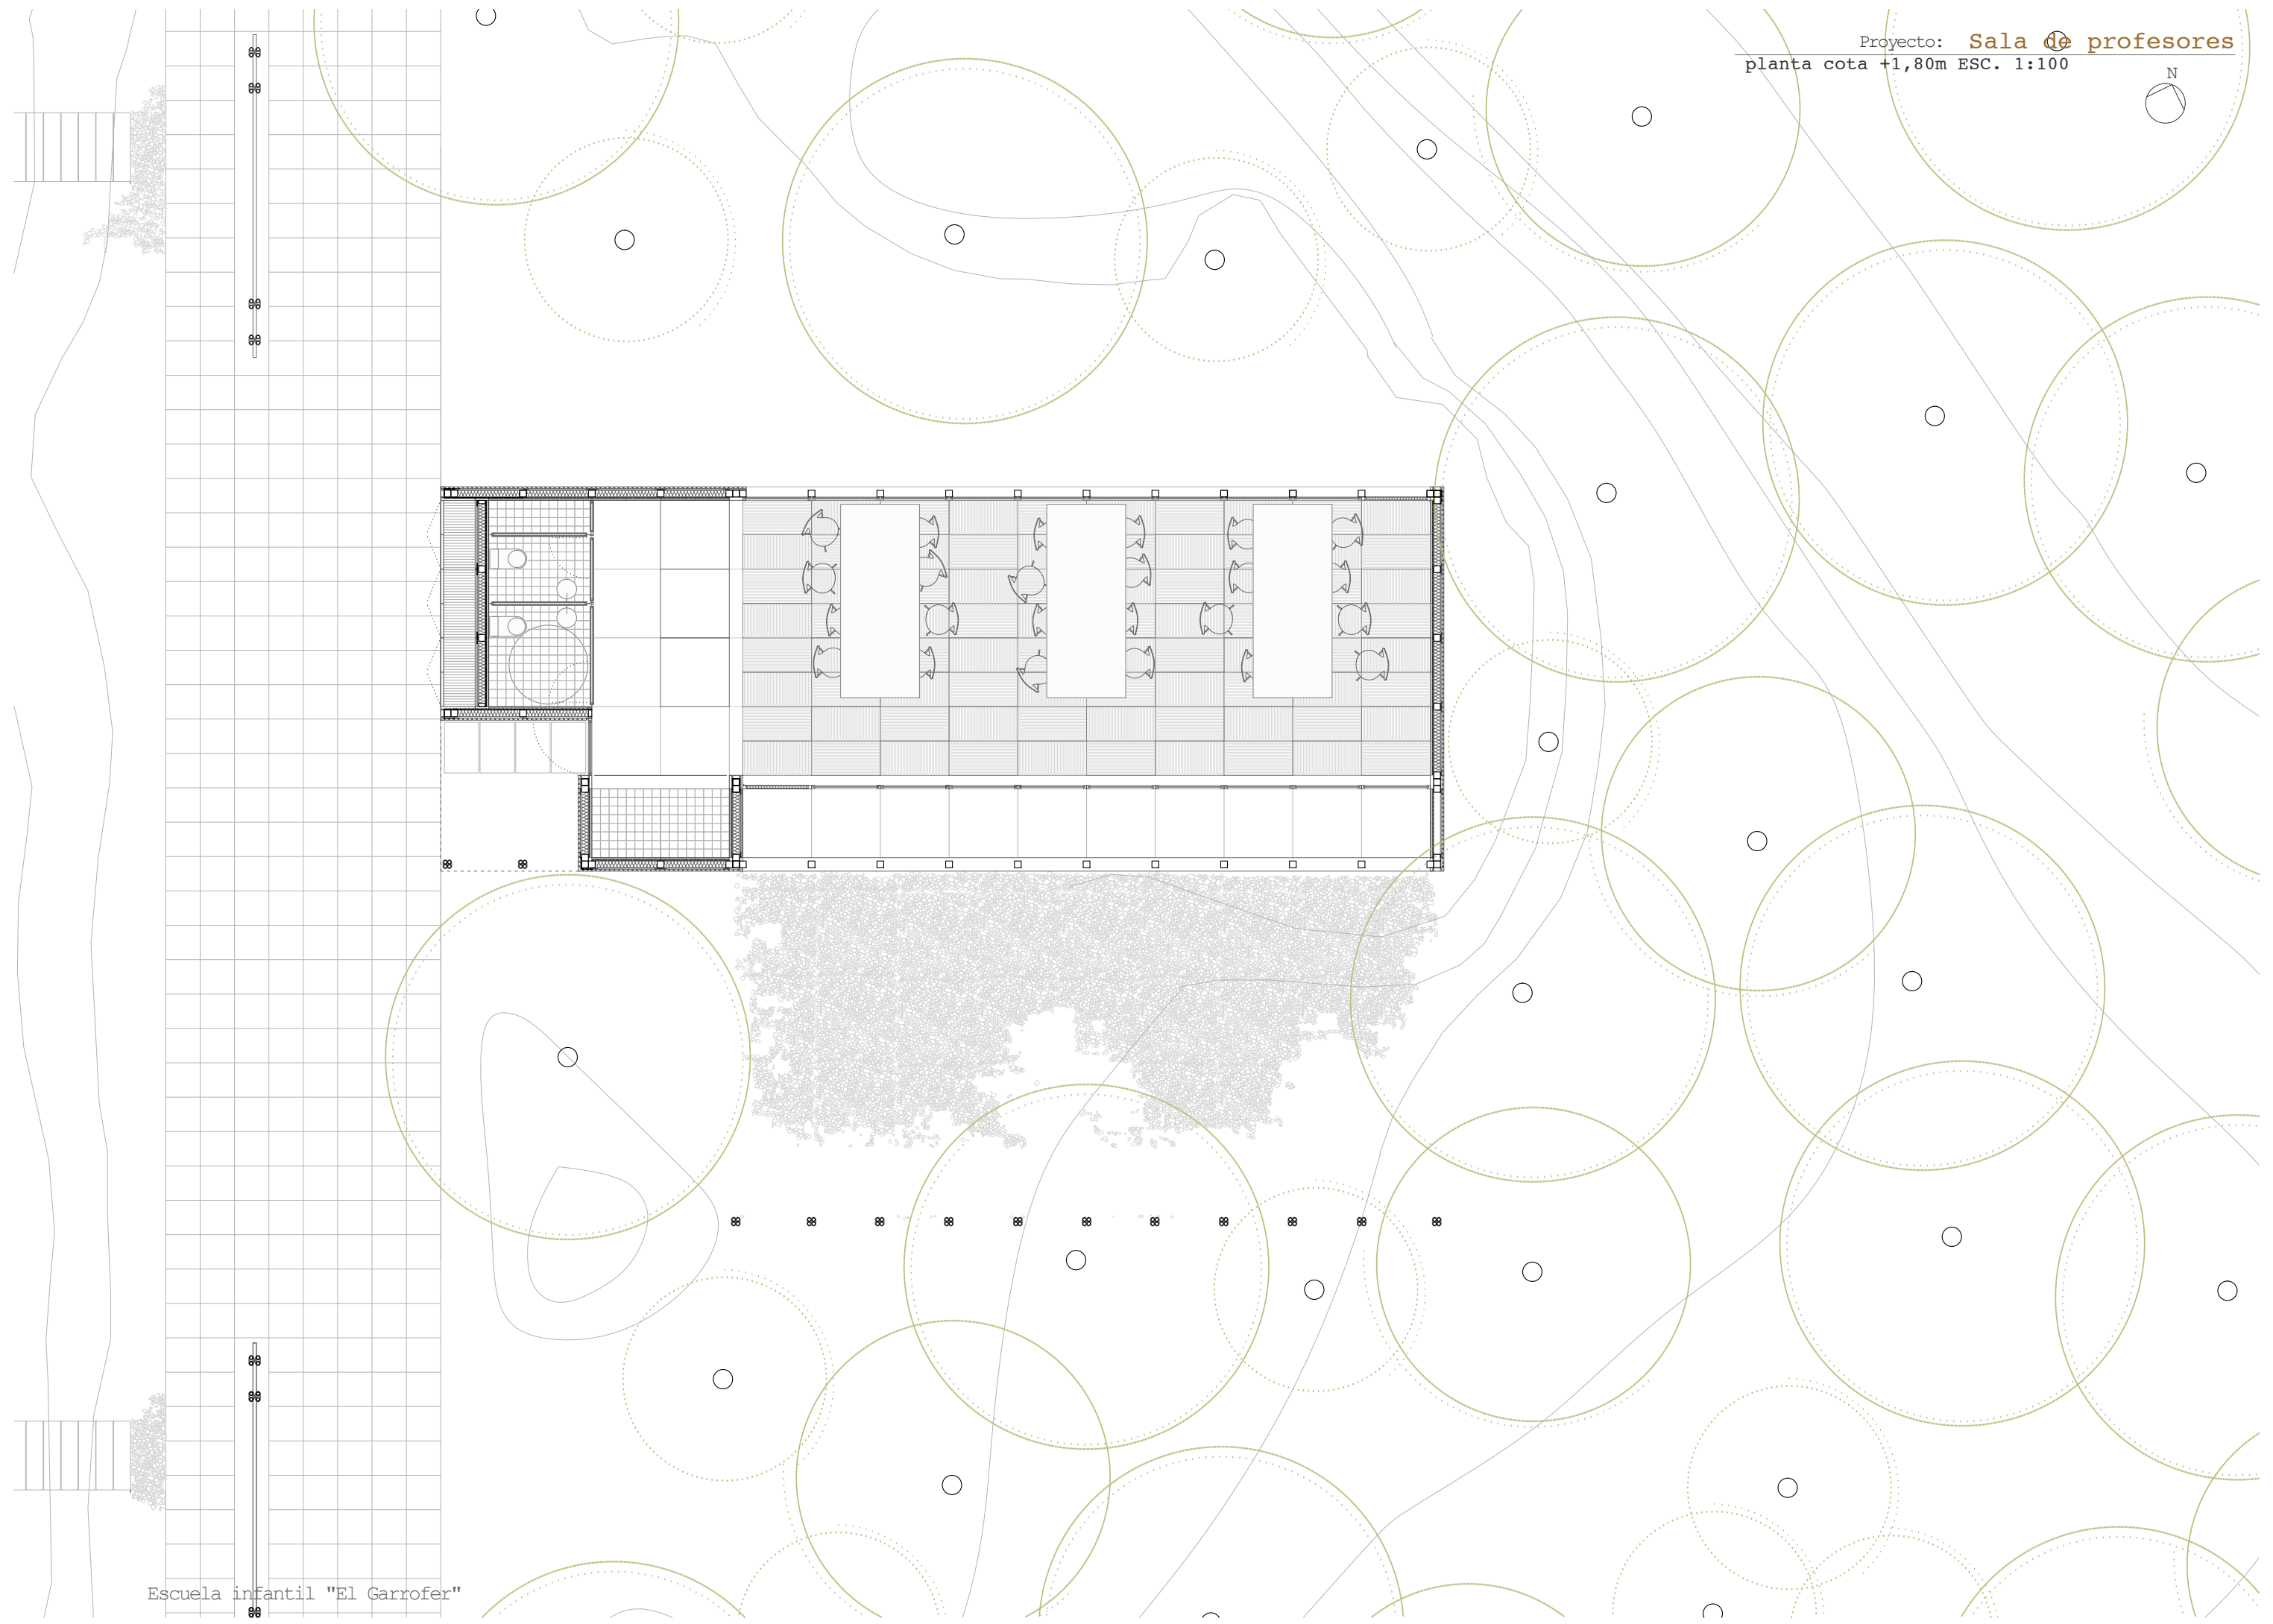 Proyecto: Sala de profesores
planta cota +1,80m ESC. 1:100
N
Escuela infantil "El Garrofer"